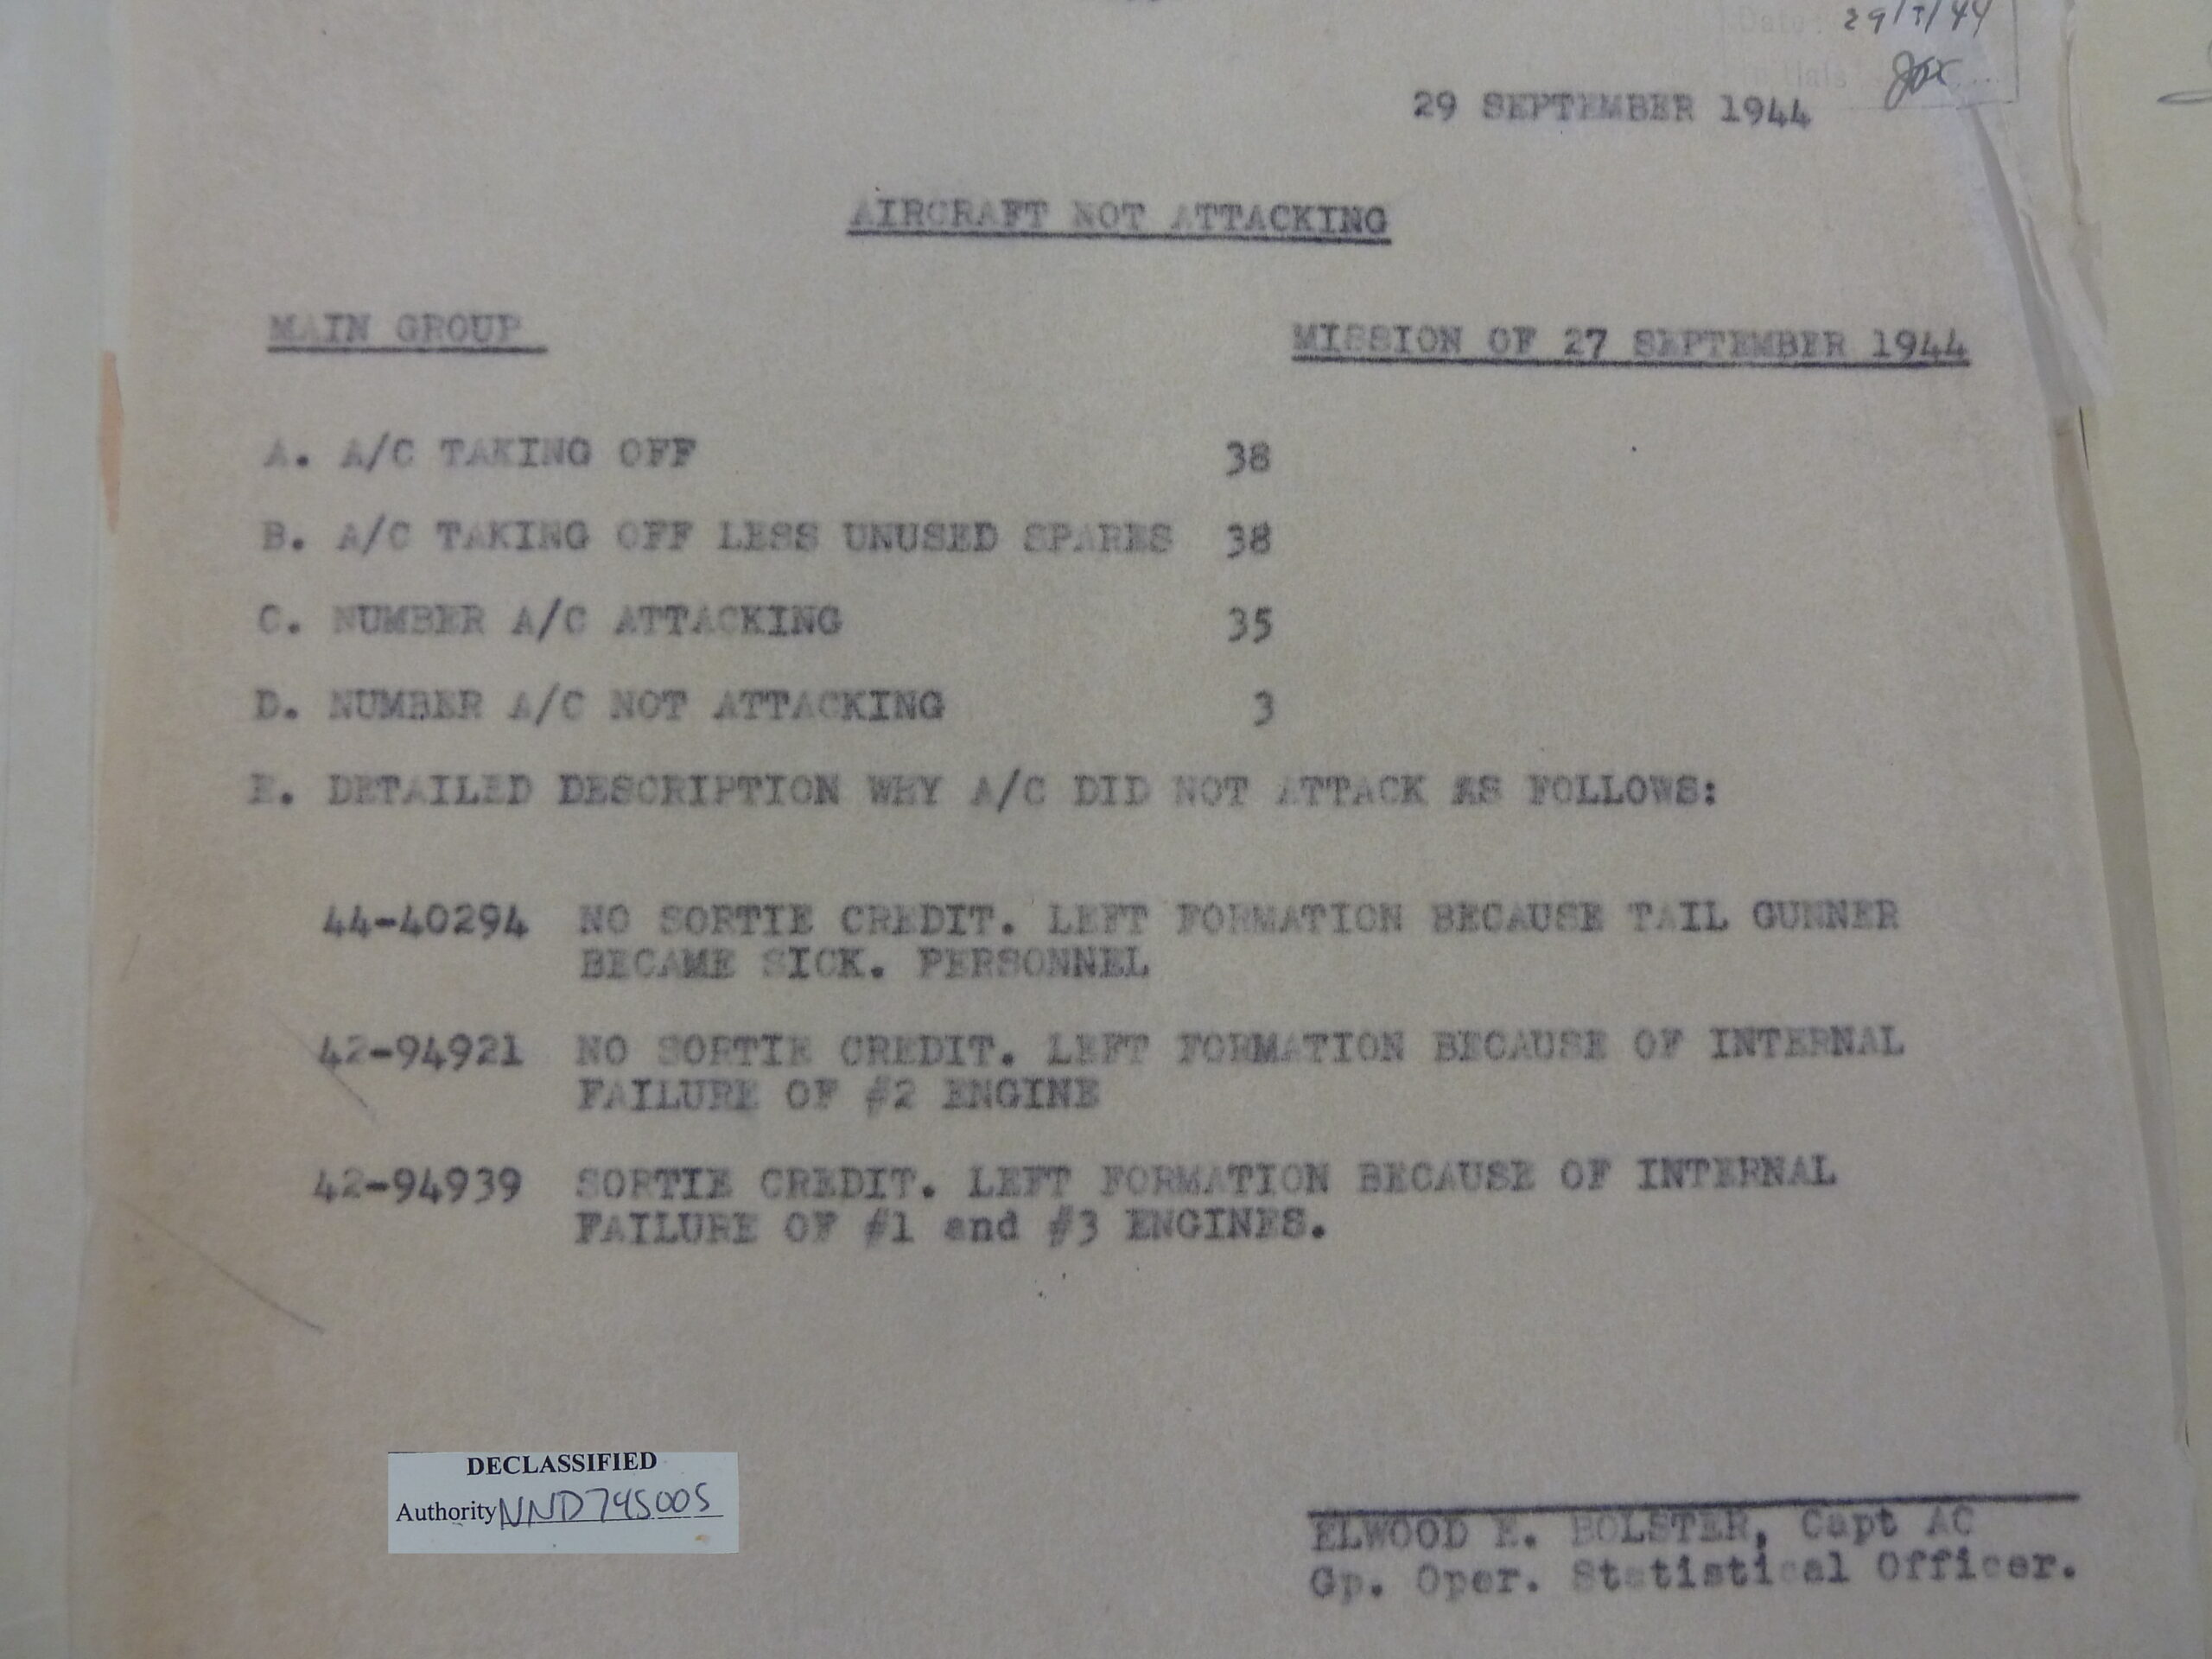 Date
29/9/44
Initials
29 SEPTEMBER 1944
AIRCRAFT NOT ATTACKING
MAIN GROUP
MISSION OF 27 SEPTEMBER 1944
A. A/C TAKING OFF 38
B. A/C TAKING OFF LESS UNUSED SPARES 38
C. NUMBER A/C ATTACKING 35
D. NUMBER A/C NOT ATTACKING 3
E. DETAILED DESCRIPTION WHY A/C DID NOT ATTACK AS FOLLOWS:
44-40294 NO SORTIE CREDIT. LEFT FORMATION BECAUSE TAIL GUNNER
BECAME SICK. PERSONNEL
42-94921 NO SORTIE CREDIT. LEFT FORMATION BECAUSE OF INTERNAL
FAILURE OF #2 ENGINE
42-94939 SORTIE CREDIT. LEFT FORMATION BECAUSE OF INTERNAL
FAILURE OF #1 and #3 ENGINES.
DECLASSIFIED
Authority NND745005
ELWOOD E. BOLSTER, Capt AC
Gp. Oper. Statistical Officer.